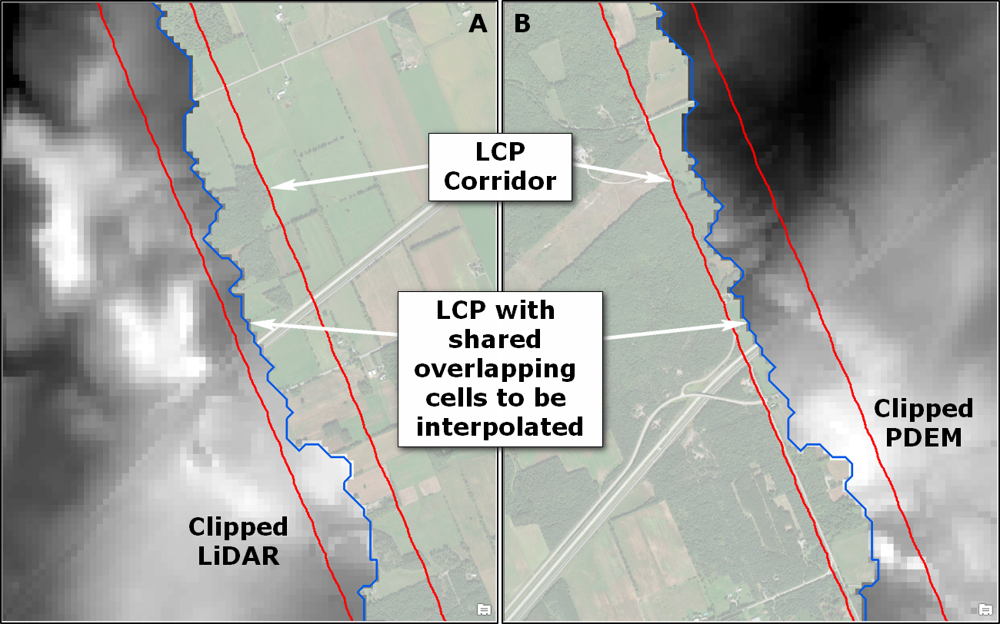 A
B
LCP
Corridor
LCP with
shared
overlapping
cells to be
interpolated
Clipped
PDEM
Clipped
LiDAR